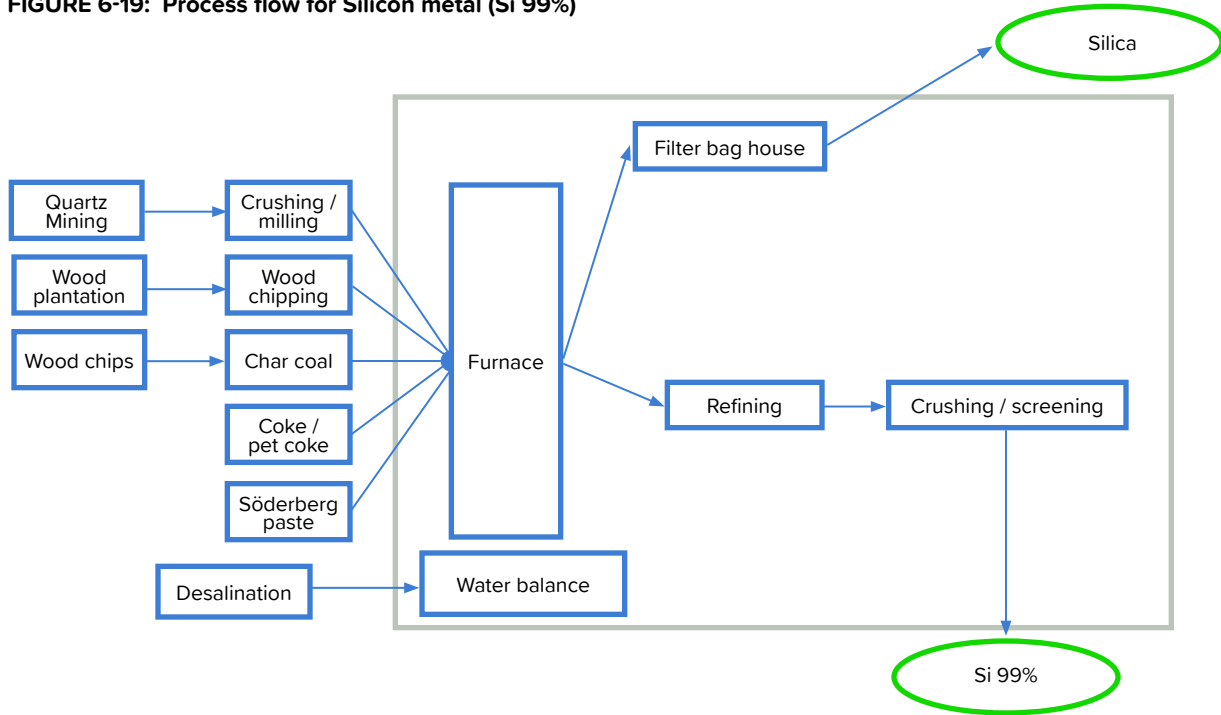 FIGURE 6-19:  Process flow for Silicon metal (Si 99%)
Silica
Filter bag house
Quartz
Mining
Crushing /
milling
Wood
plantation
Wood
chipping
Wood chips
Char coal
Furnace
Coke /
pet coke
Refining
Crushing / screening
Söderberg
paste
Desalination
Water balance
Si 99%